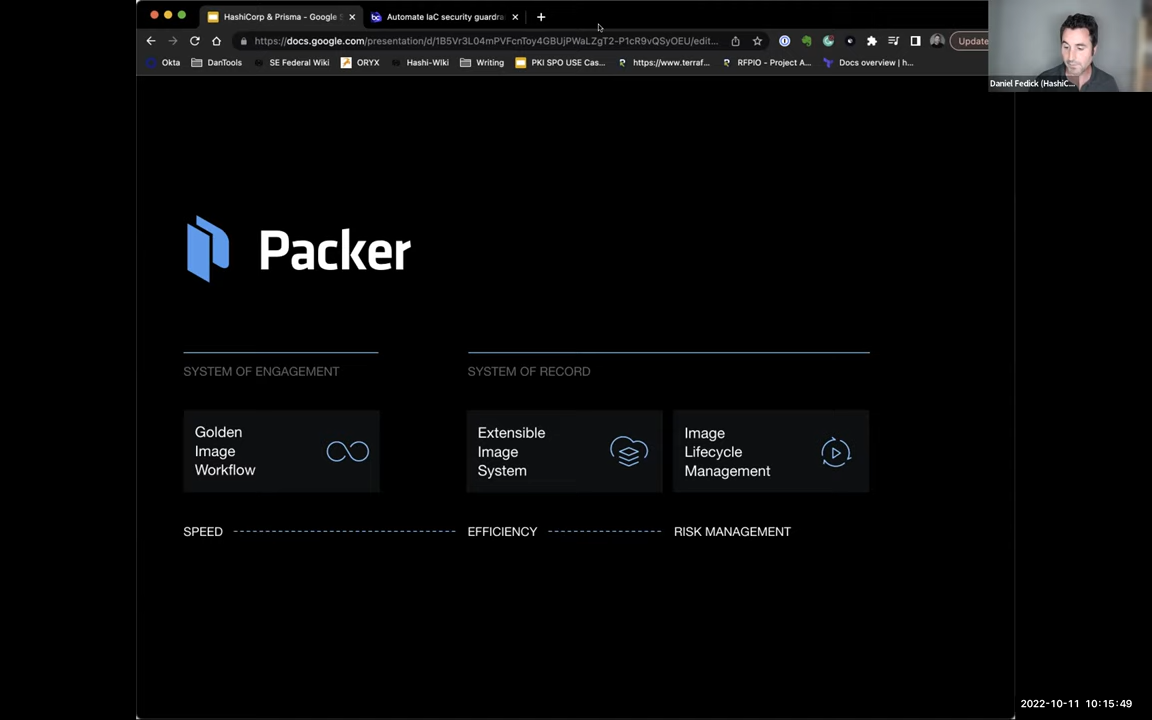 HashiCorp & Prisma - Google
Automate IaC security guardra
https://docs.google.com/presentation/d/1B5Vr3L04mPVFcnToy4GBUjPWaLZgT2-P1cR9vQSyOEU/edit...
Update
Okta
DanTools
SE Federal Wiki
ORYX
Hashi-Wiki
Writing
PKI SPO USE Cas...
https://www.terraf...
RFPIO - Project A...
Docs overview | h...
Daniel Fedick (HashiC...
Packer
SYSTEM OF ENGAGEMENT
SYSTEM OF RECORD
Golden
Image
Workflow
Extensible
Image
System
Image
Lifecycle
Management
SPEED
EFFICIENCY
RISK MANAGEMENT
2022-10-11 10:15:49